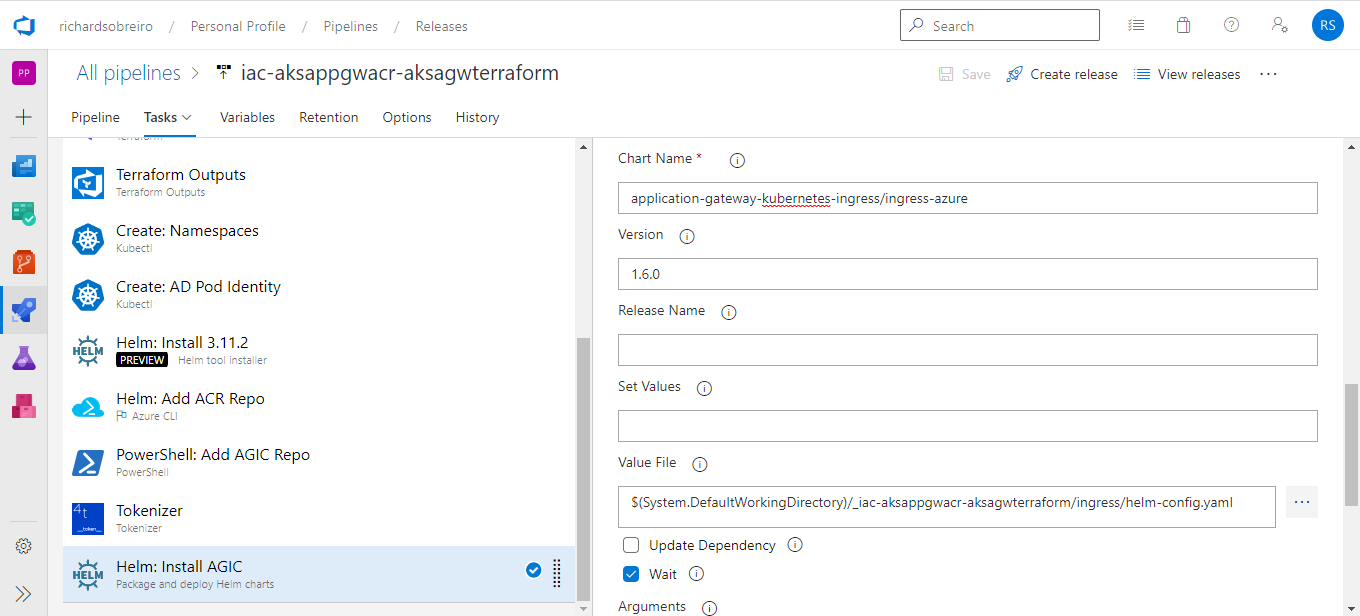 richardsobreiro / Personal Profile / Pipelines / Releases
Search
RS
PP
All pipelines > iac-aksappgwacr-aksagwterraform
Save
Create release
View releases
...
Pipeline
Tasks
Variables
Retention
Options
History
Terraform
Terraform Outputs
Terraform Outputs
Create: Namespaces
Kubectl
Create: AD Pod Identity
Kubectl
HELM
Helm: Install 3.11.2
PREVIEW Helm tool installer
Helm: Add ACR Repo
Azure CLI
PowerShell: Add AGIC Repo
PowerShell
4t
__token__
Tokenizer
Tokenizer
HELM
Helm: Install AGIC
Package and deploy Helm charts
Chart Name *
application-gateway-kubernetes-ingress/ingress-azure
Version
1.6.0
Release Name
Set Values
Value File
$(System.DefaultWorkingDirectory)/_iac-aksappgwacr-aksagwterraform/ingress/helm-config.yaml
...
Update Dependency
Wait
Arguments